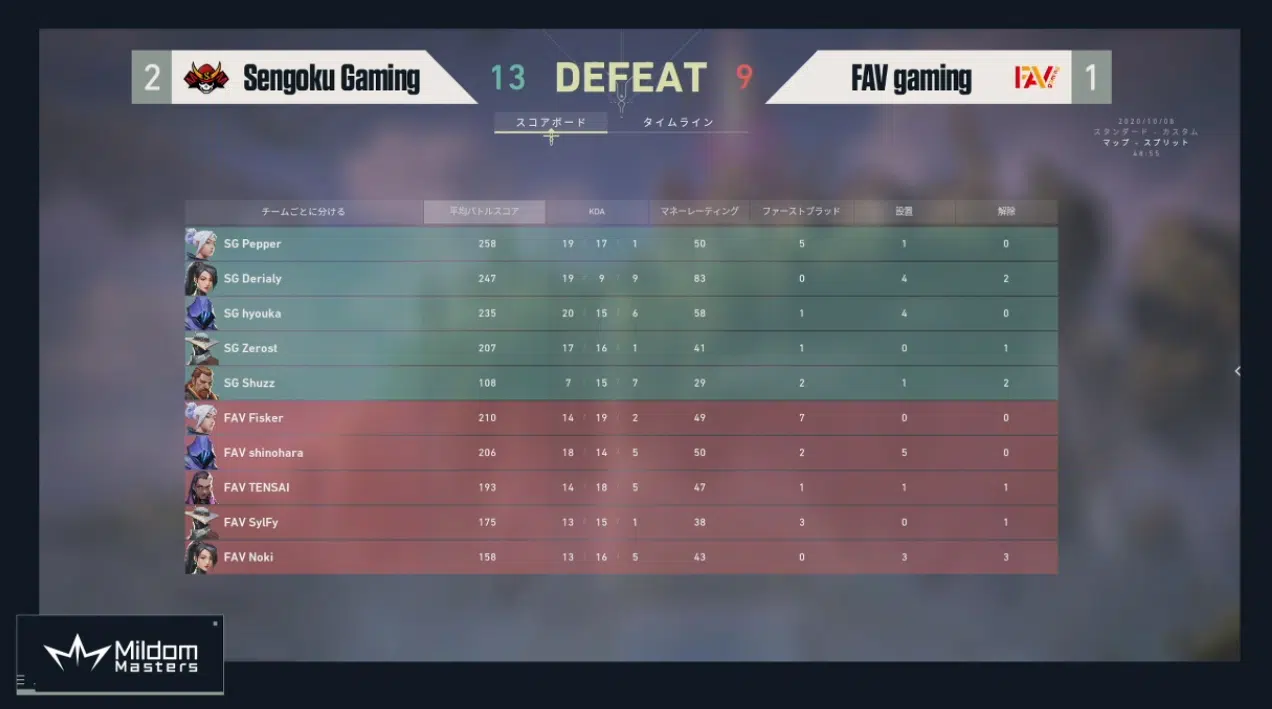 2 Sengoku Gaming 13 DEFEAT 9 FAV gaming FAV 1
スコアボード タイムライン
2020/10/08
スタンダード - カスタム
マップ - スプリット
48:55
チームごとに分ける 平均バトルスコア KDA マネーレーティング ファーストブラッド 設置 解除
SG Pepper 258 19 / 17 / 1 50 5 1 0
SG Derialy 247 19 / 9 / 9 83 0 4 2
SG hyouka 235 20 / 15 / 6 58 1 4 0
SG Zerost 207 17 / 16 / 1 41 1 0 1
SG Shuzz 108 7 / 15 / 7 29 2 1 2
FAV Fisker 210 14 / 19 / 2 49 7 0 0
FAV shinohara 206 18 / 14 / 5 50 2 5 0
FAV TENSAI 193 14 / 18 / 5 47 1 1 1
FAV SylFy 175 13 / 15 / 1 38 3 0 1
FAV Noki 158 13 / 16 / 5 43 0 3 3
Mildom
Masters